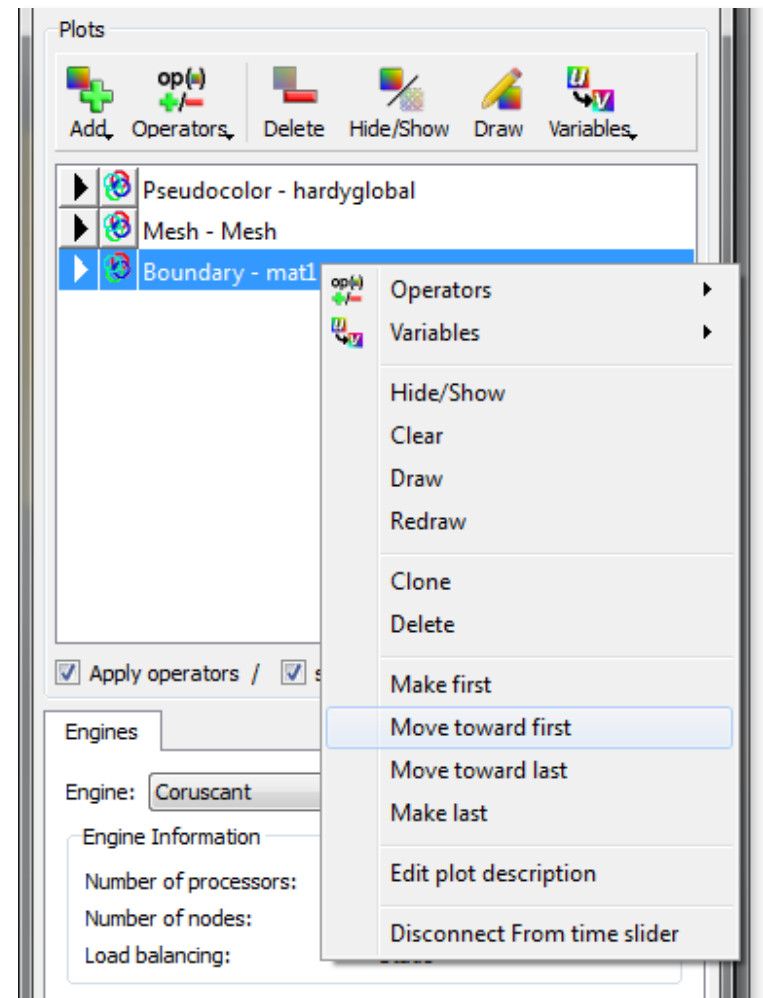 Plots
op(=)
+/-
Add Operators Delete Hide/Show Draw Variables
Pseudocolor - hardyglobal
Mesh - Mesh
Boundary - mat1
Operators
Variables
Hide/Show
Clear
Draw
Redraw
Clone
Delete
Apply operators /
Make first
Move toward first
Move toward last
Make last
Edit plot description
Disconnect From time slider
Engines
Engine: Coruscant
Engine Information
Number of processors:
Number of nodes:
Load balancing: